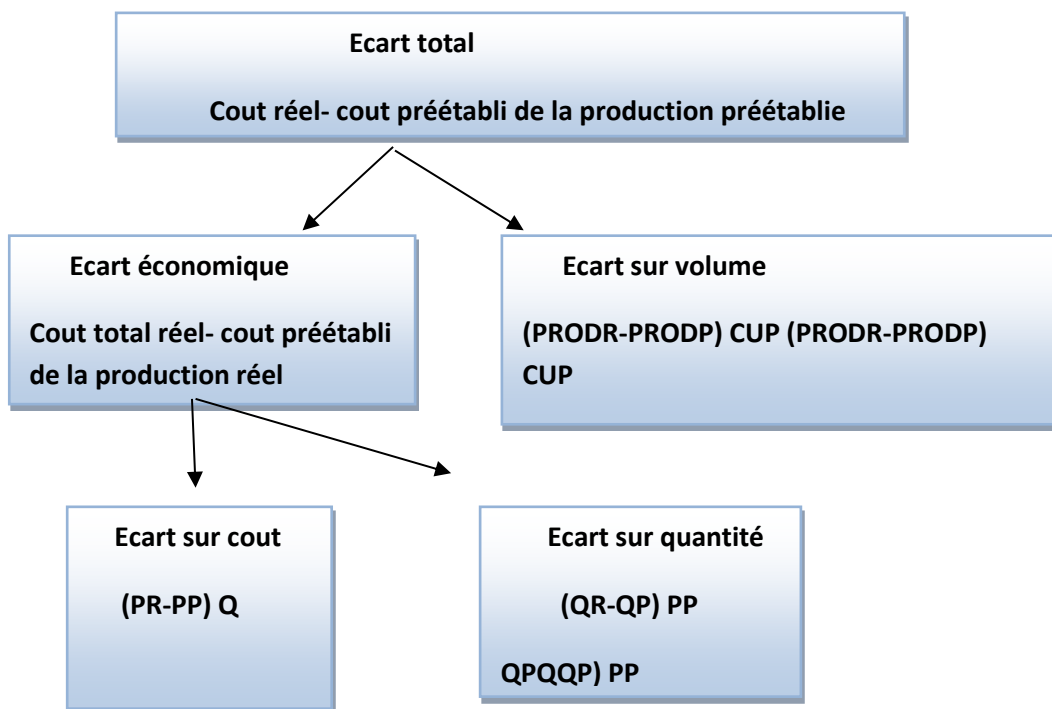 Ecart total
Cout réel- cout préétabli de la production préétablie
Ecart économique
Cout total réel- cout préétabli
de la production réel
Ecart sur volume
(PRODR-PRODP) CUP (PRODR-PRODP)
CUP
Ecart sur cout
(PR-PP) Q
Ecart sur quantité
(QR-QP) PP
QPQQP) PP